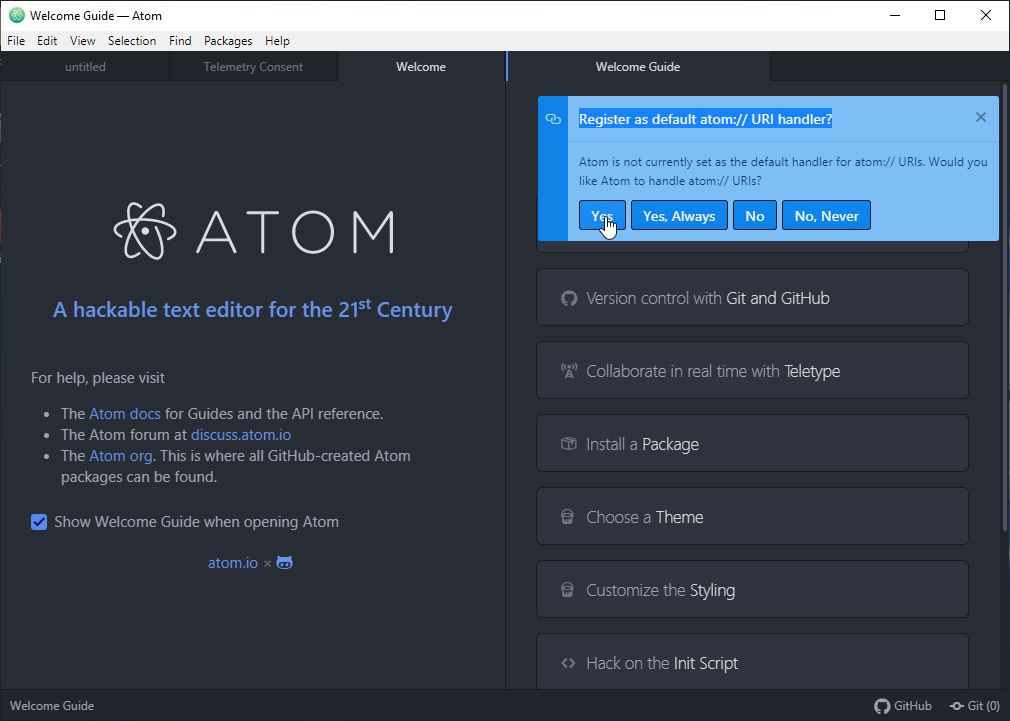 Welcome Guide — Atom
File Edit View Selection Find Packages Help
untitled
Telemetry Consent
Welcome
Welcome Guide
ATOM
A hackable text editor for the 21st Century
For help, please visit
• The Atom docs for Guides and the API reference.
• The Atom forum at discuss.atom.io
• The Atom org. This is where all GitHub-created Atom
packages can be found.
Show Welcome Guide when opening Atom
atom.io ×
Register as default atom:// URI handler?
Atom is not currently set as the default handler for atom:// URIs. Would you
like Atom to handle atom:// URIs?
Yes
Yes, Always
No
No, Never
Version control with Git and GitHub
Collaborate in real time with Teletype
Install a Package
Choose a Theme
Customize the Styling
Hack on the Init Script
Welcome Guide
GitHub
Git (0)